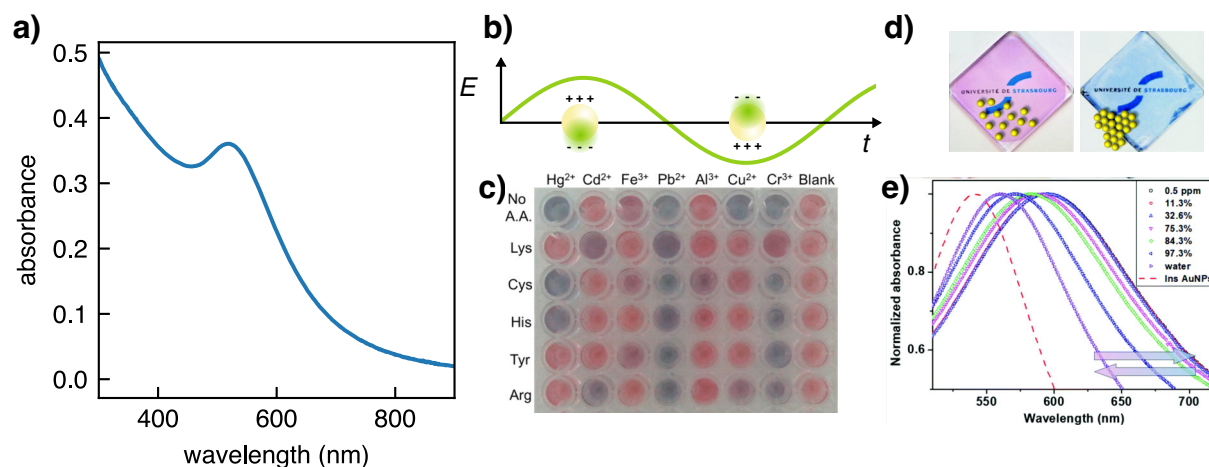 a)
0.5
0.4
0.3
0.2
0.1
0.0
absorbance
400
600
800
wavelength (nm)
b)
E
+++
- - -
- - -
+++
t
c)
Hg²⁺ Cd²⁺ Fe³⁺ Pb²⁺ Al³⁺ Cu²⁺ Cr³⁺ Blank
No
A.A.
Lys
Cys
His
Tyr
Arg
d)
UNIVERSITÉ DE STRASBOURG
UNIVERSITÉ DE STRASBOURG
e)
Normalized absorbance
0.8
0.6
0.5 ppm
11.3%
32.6%
75.3%
84.3%
97.3%
water
Ins AuNPs
550
600
650
700
Wavelength (nm)